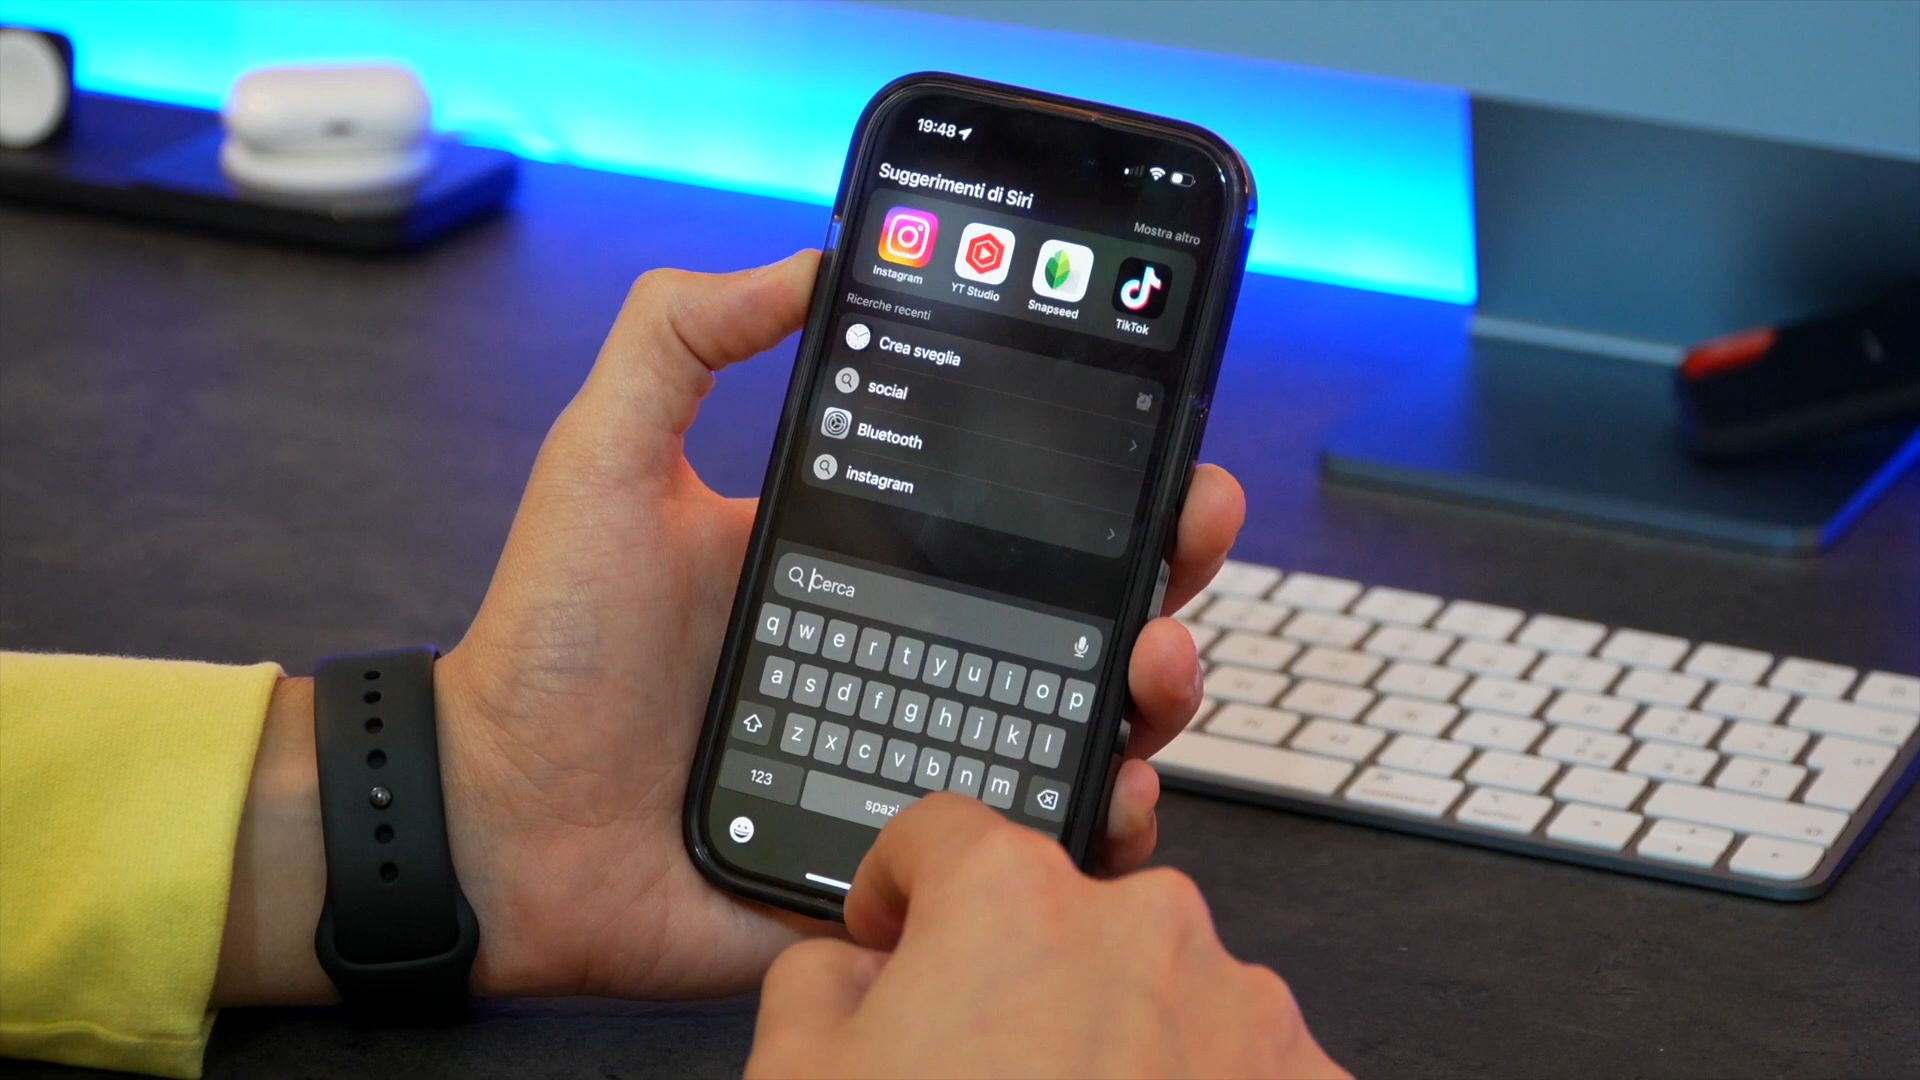 19:48
Suggerimenti di Siri
Mostra altro
Instagram
YT Studio
Snapseed
TikTok
Ricerche recenti
Crea sveglia
social
Bluetooth
instagram
Cerca
q w e r t y u i o p
a s d f g h j k l
z x c v b n m
123
spazi